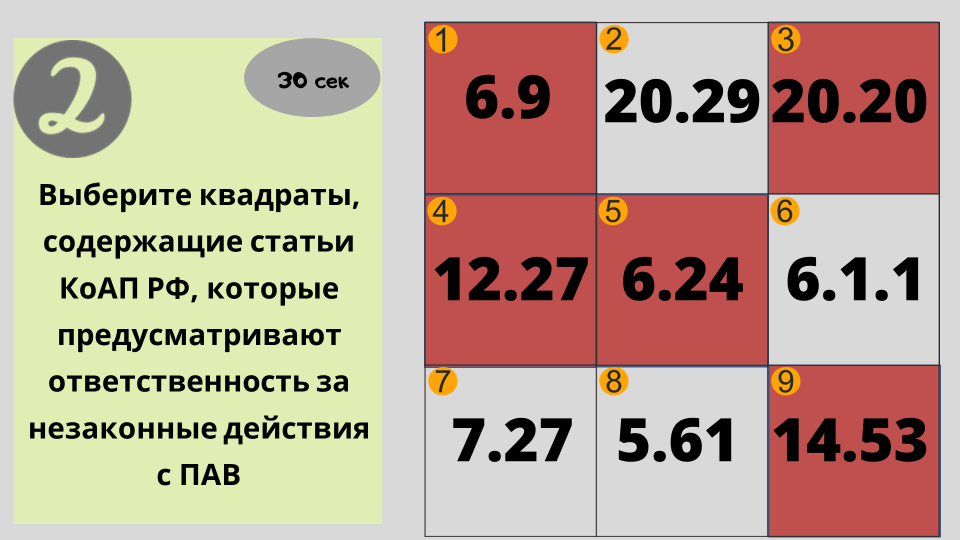 2
30 сек
Выберите квадраты,
содержащие статьи
КоАП РФ, которые
предусматривают
ответственность за
незаконные действия
с ПАВ
1
6.9
2
20.29
3
20.20
4
12.27
5
6.24
6
6.1.1
7
7.27
8
5.61
9
14.53